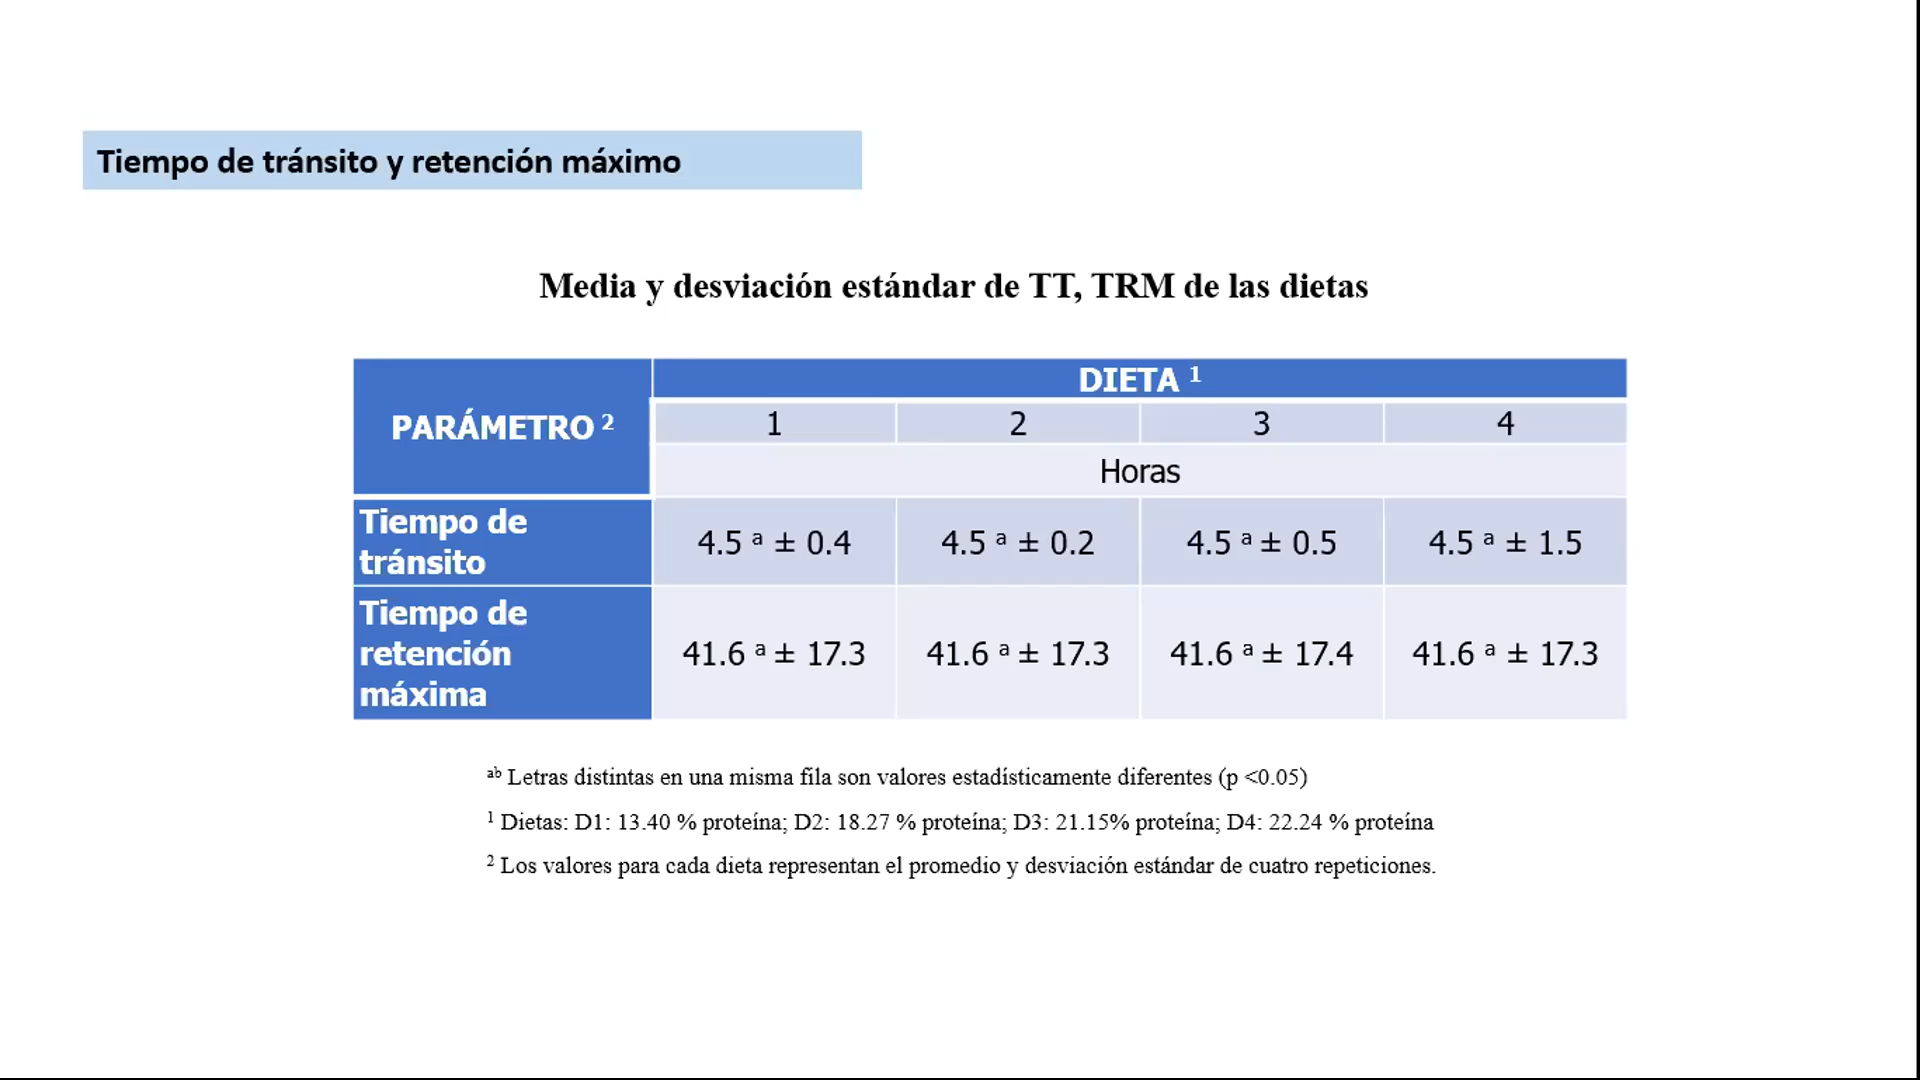 Tiempo de tránsito y retención máximo
Media y desviación estándar de TT, TRM de las dietas
PARÁMETRO ²
DIETA ¹
1 2 3 4
Horas
Tiempo de
tránsito
4.5 ᵃ ± 0.4 4.5 ᵃ ± 0.2 4.5 ᵃ ± 0.5 4.5 ᵃ ± 1.5
Tiempo de
retención
máxima
41.6 ᵃ ± 17.3 41.6 ᵃ ± 17.3 41.6 ᵃ ± 17.4 41.6 ᵃ ± 17.3
ᵃᵇ Letras distintas en una misma fila son valores estadísticamente diferentes (p <0.05)
¹ Dietas: D1: 13.40 % proteína; D2: 18.27 % proteína; D3: 21.15% proteína; D4: 22.24 % proteína
² Los valores para cada dieta representan el promedio y desviación estándar de cuatro repeticiones.